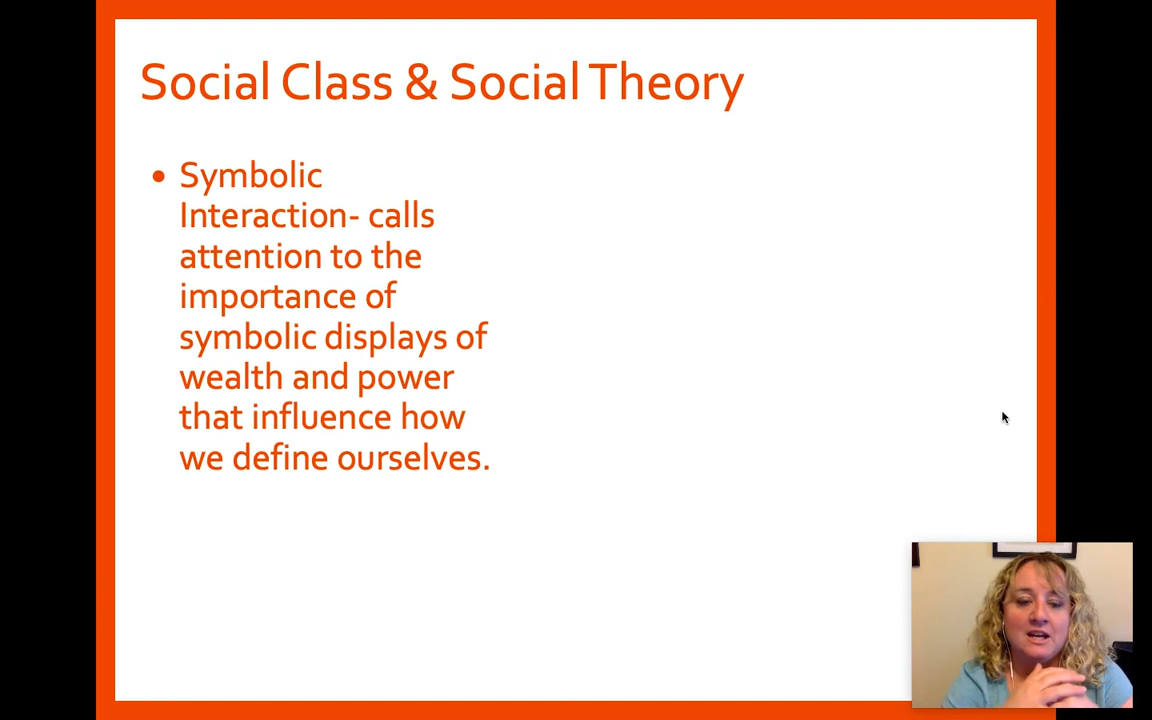 Social Class & Social Theory
• Symbolic
Interaction- calls
attention to the
importance of
symbolic displays of
wealth and power
that influence how
we define ourselves.